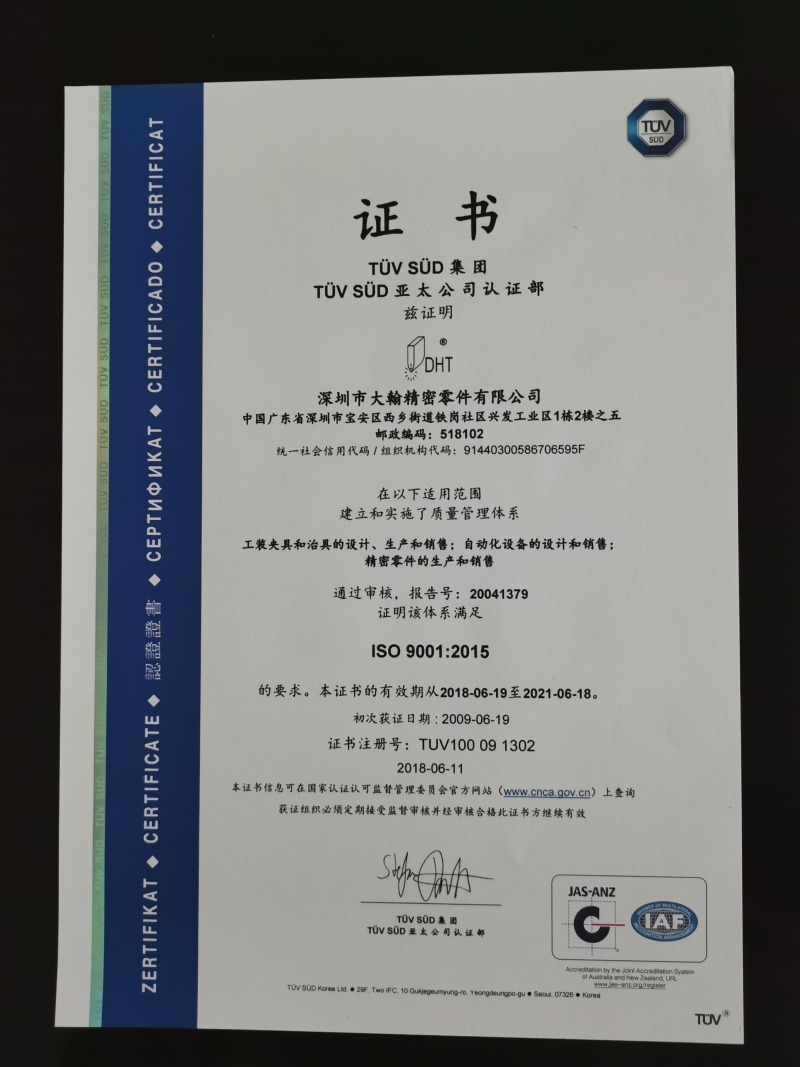 TÜV
SÜD
证 书
TÜV SÜD 集团
TÜV SÜD 亚太公司认证部
兹证明
DHT®
深圳市大翰精密零件有限公司
中国广东省深圳市宝安区西乡街道铁岗社区兴发工业区1栋2楼之五
邮政编码：518102
统一社会信用代码 / 组织机构代码：91440300586706595F
在以下适用范围
建立和实施了质量管理体系
工装夹具和治具的设计、生产和销售；自动化设备的设计和销售；
精密零件的生产和销售
通过审核，报告号：20041379
证明该体系满足
ISO 9001:2015
的要求。本证书的有效期从2018-06-19至2021-06-18。
初次获证日期：2009-06-19
证书注册号：TUV100 09 1302
2018-06-11
本证书信息可在国家认证认可监督管理委员会官方网站（www.cnca.gov.cn）上查询
获证组织必须定期接受监督审核并经审核合格此证书方继续有效
TÜV SÜD 集团
TÜV SÜD 亚太公司认证部
JAS-ANZ
MEMBER OF MULTILATERAL
IAF
RECOGNITION ARRANGEMENT
Accreditation by the Joint Accreditation System
of Australia and New Zealand, URL
www.jas-anz.org/register
TÜV SÜD Korea Ltd. ● 29F, Two IFC, 10 Gukjegeumyung-ro, Yeongdeungpo-gu ● Seoul, 07326 ● Korea
TÜV®
ZERTIFIKAT ◆ CERTIFICATE ◆ 認證證書 ◆ СЕРТИФИКАТ ◆ CERTIFICADO ◆ CERTIFICAT